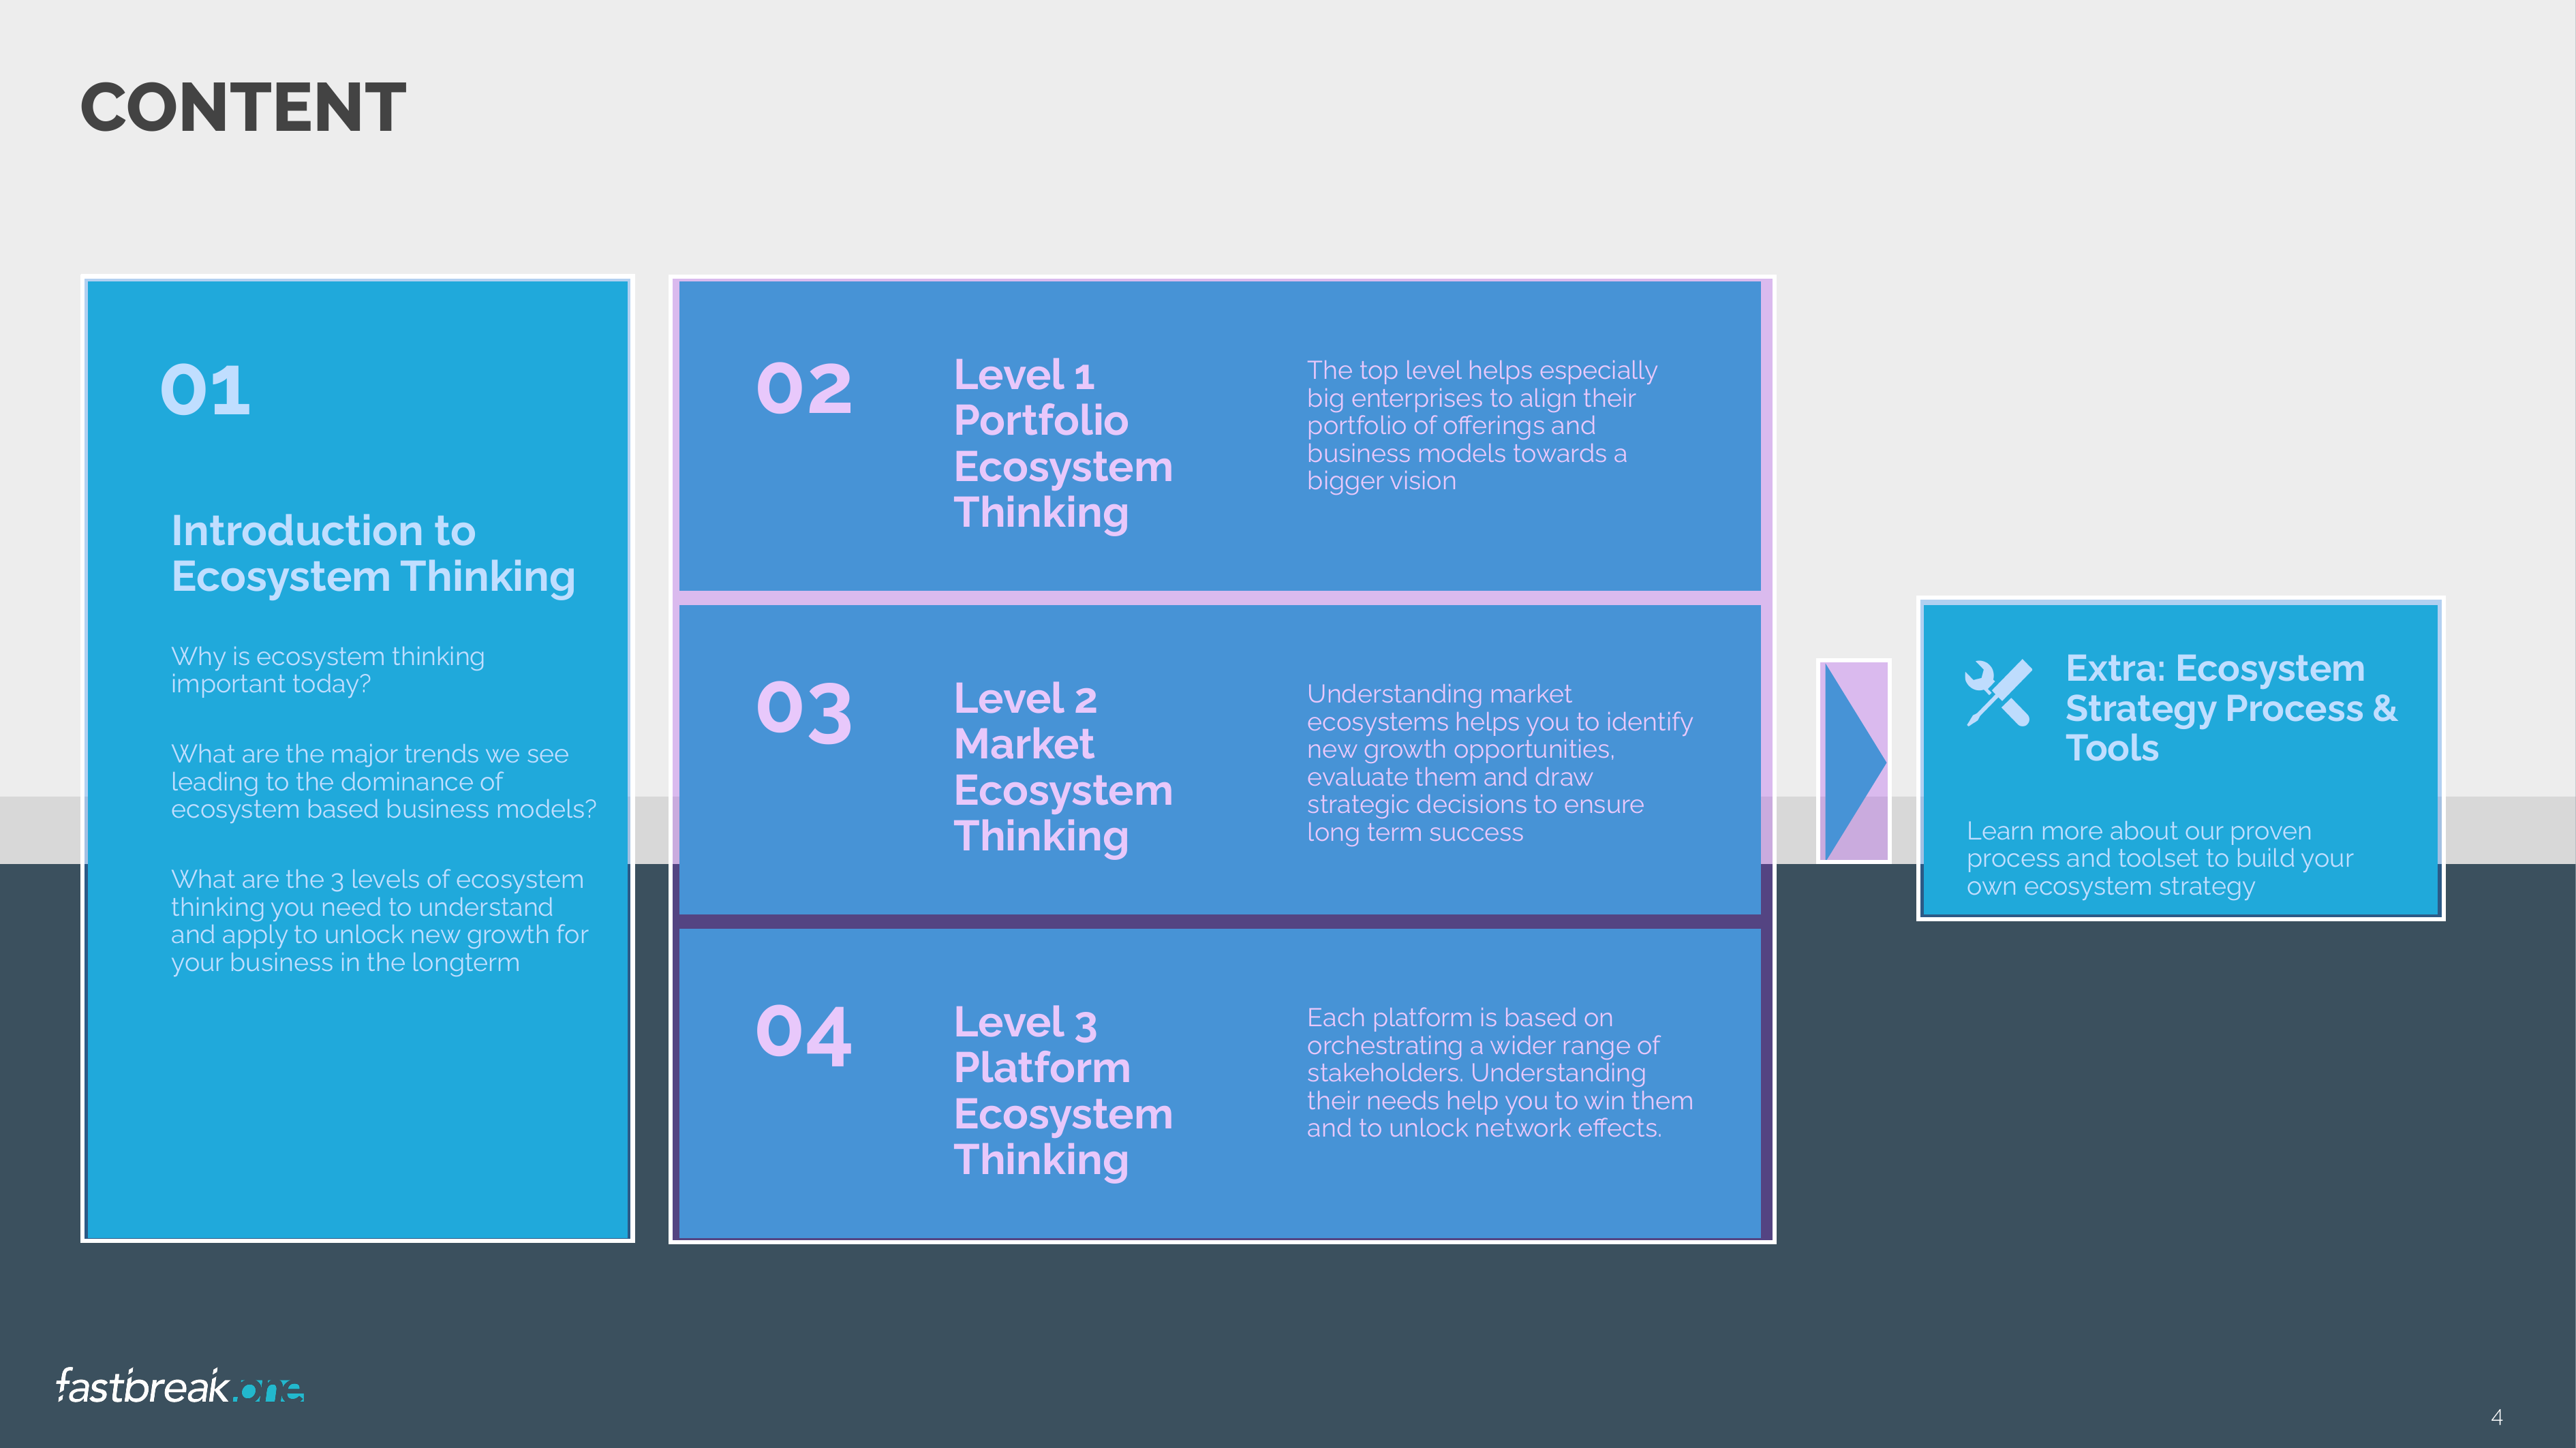 CONTENT
01
Introduction to
Ecosystem Thinking
Why is ecosystem thinking
important today?
What are the major trends we see
leading to the dominance of
ecosystem based business models?
What are the 3 levels of ecosystem
thinking you need to understand
and apply to unlock new growth for
your business in the longterm
02
Level 1
Portfolio
Ecosystem
Thinking
The top level helps especially
big enterprises to align their
portfolio of offerings and
business models towards a
bigger vision
03
Level 2
Market
Ecosystem
Thinking
Understanding market
ecosystems helps you to identify
new growth opportunities,
evaluate them and draw
strategic decisions to ensure
long term success
04
Level 3
Platform
Ecosystem
Thinking
Each platform is based on
orchestrating a wider range of
stakeholders. Understanding
their needs help you to win them
and to unlock network effects.
Extra: Ecosystem
Strategy Process &
Tools
Learn more about our proven
process and toolset to build your
own ecosystem strategy
fastbreak.one
4